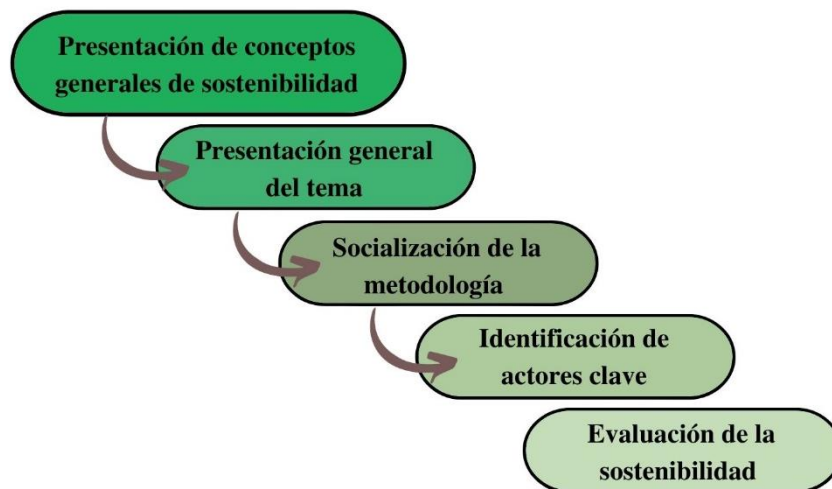 Presentación de conceptos
generales de sostenibilidad
Presentación general
del tema
Socialización de la
metodología
Identificación de
actores clave
Evaluación de la
sostenibilidad